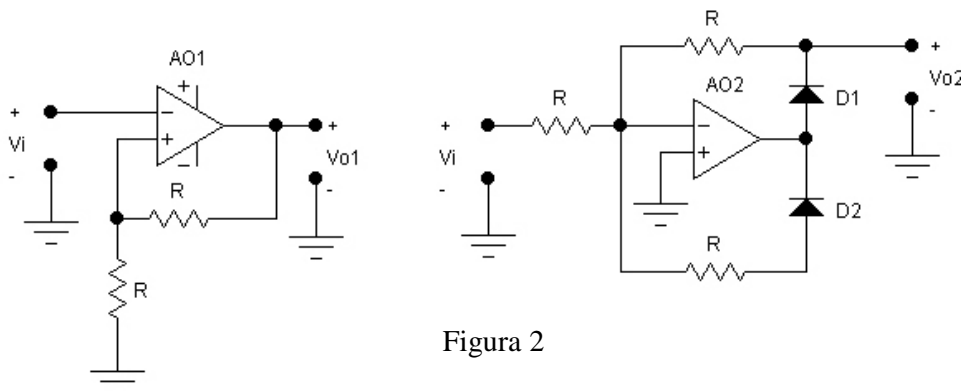 AO1
+
-
+
-
+
Vi
-
+
Vo1
-
R
R
R
AO2
R
-
+
+
Vi
-
+
Vo2
-
D1
D2
R
Figura 2